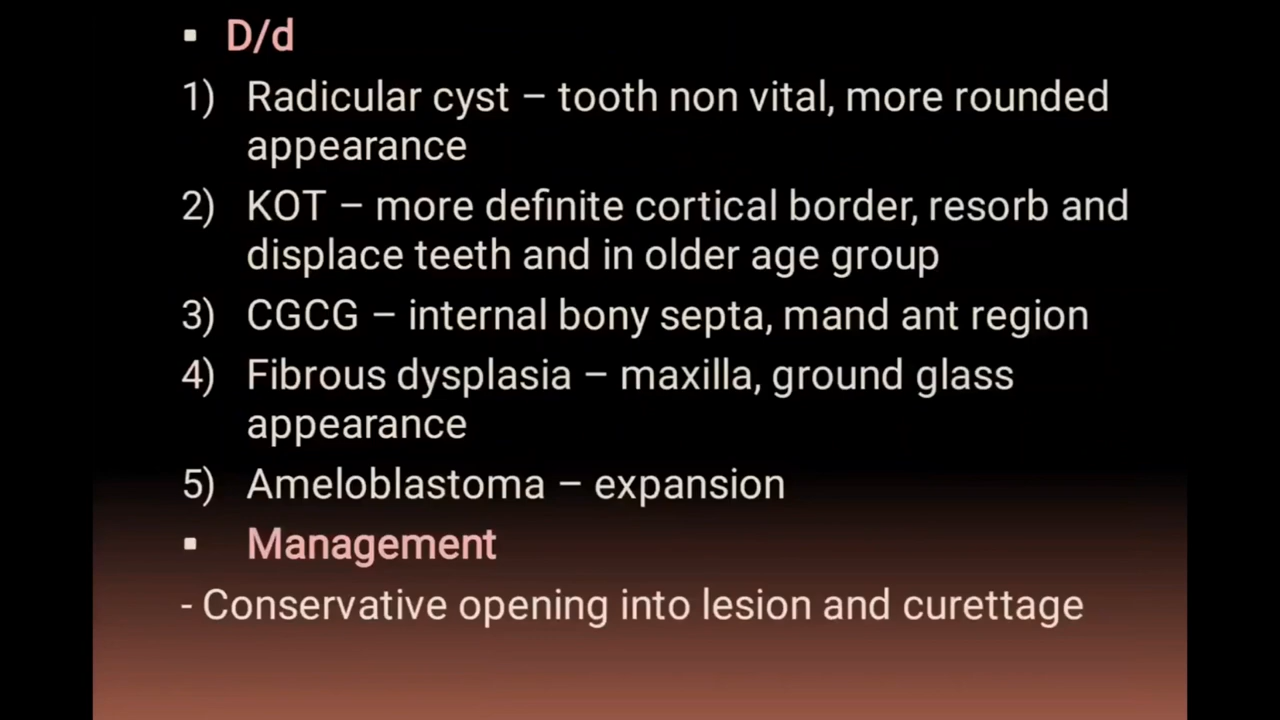 ▪ D/d
1) Radicular cyst – tooth non vital, more rounded
appearance
2) KOT – more definite cortical border, resorb and
displace teeth and in older age group
3) CGCG – internal bony septa, mand ant region
4) Fibrous dysplasia – maxilla, ground glass
appearance
5) Ameloblastoma – expansion
▪ Management
- Conservative opening into lesion and curettage